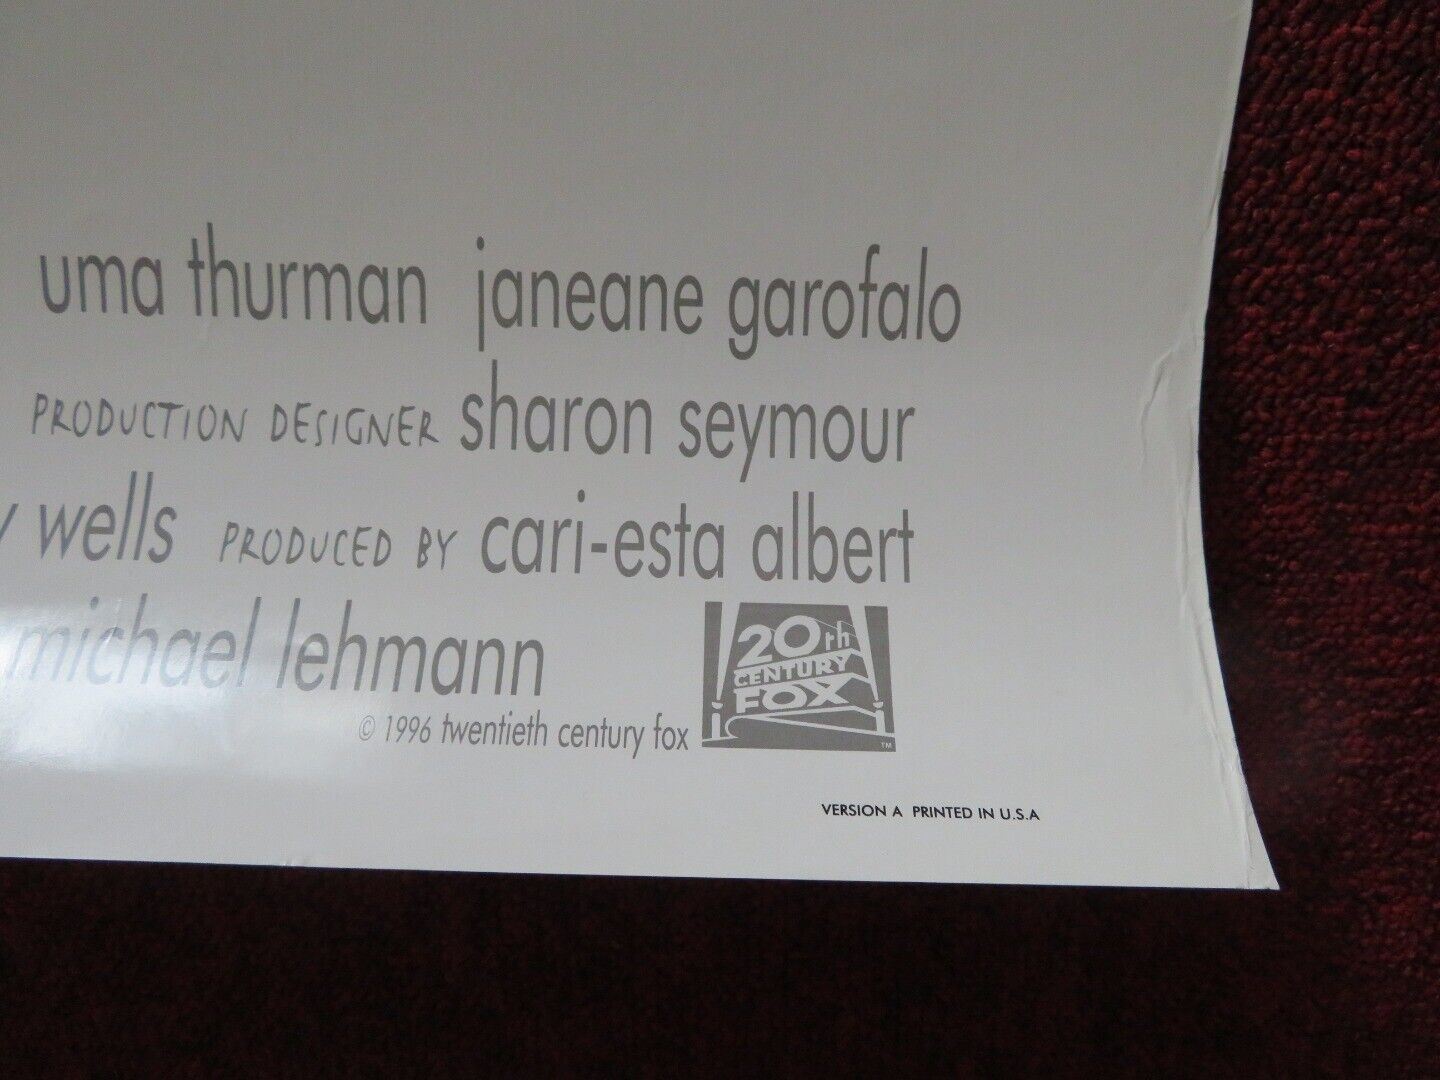 uma thurman janeane garofalo
PRODUCTION DESIGNER sharon seymour
wells PRODUCED BY cari-esta albert
michael lehmann
20th
CENTURY
FOX
TM
© 1996 twentieth century fox
VERSION A PRINTED IN U.S.A